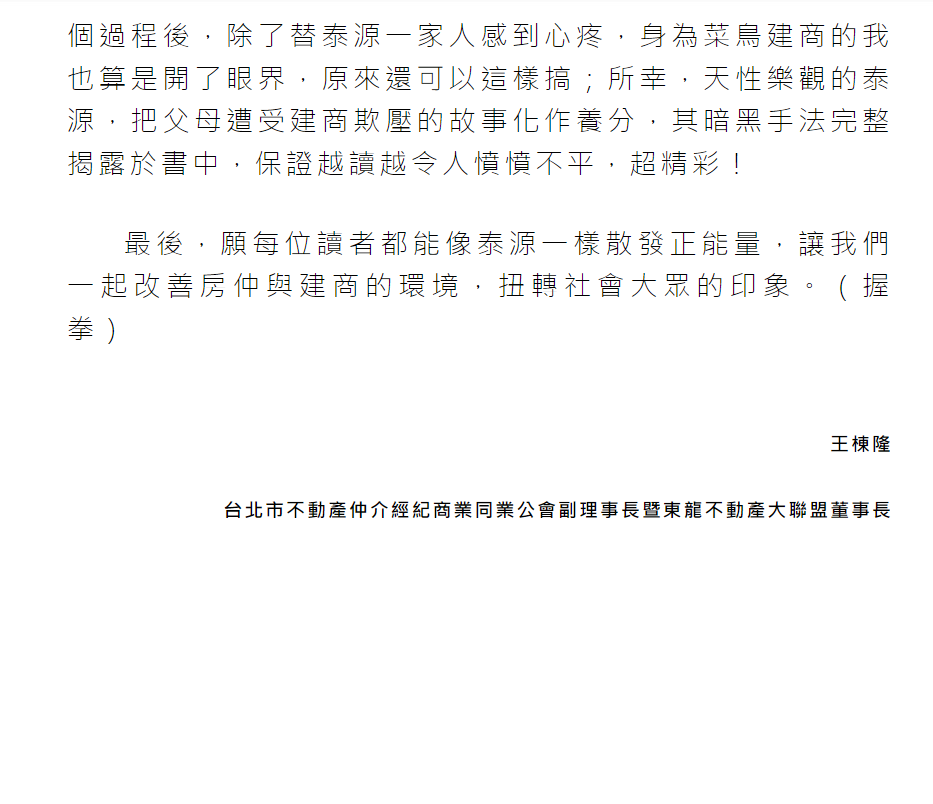 個過程後，除了替泰源一家人感到心疼，身為菜鳥建商的我
也算是開了眼界，原來還可以這樣搞；所幸，天性樂觀的泰
源，把父母遭受建商欺壓的故事化作養分，其暗黑手法完整
揭露於書中，保證越讀越令人憤憤不平，超精彩！
最後，願每位讀者都能像泰源一樣散發正能量，讓我們
一起改善房仲與建商的環境，扭轉社會大眾的印象。（握
拳）
王棟隆
台北市不動產仲介經紀商業同業公會副理事長暨東龍不動產大聯盟董事長